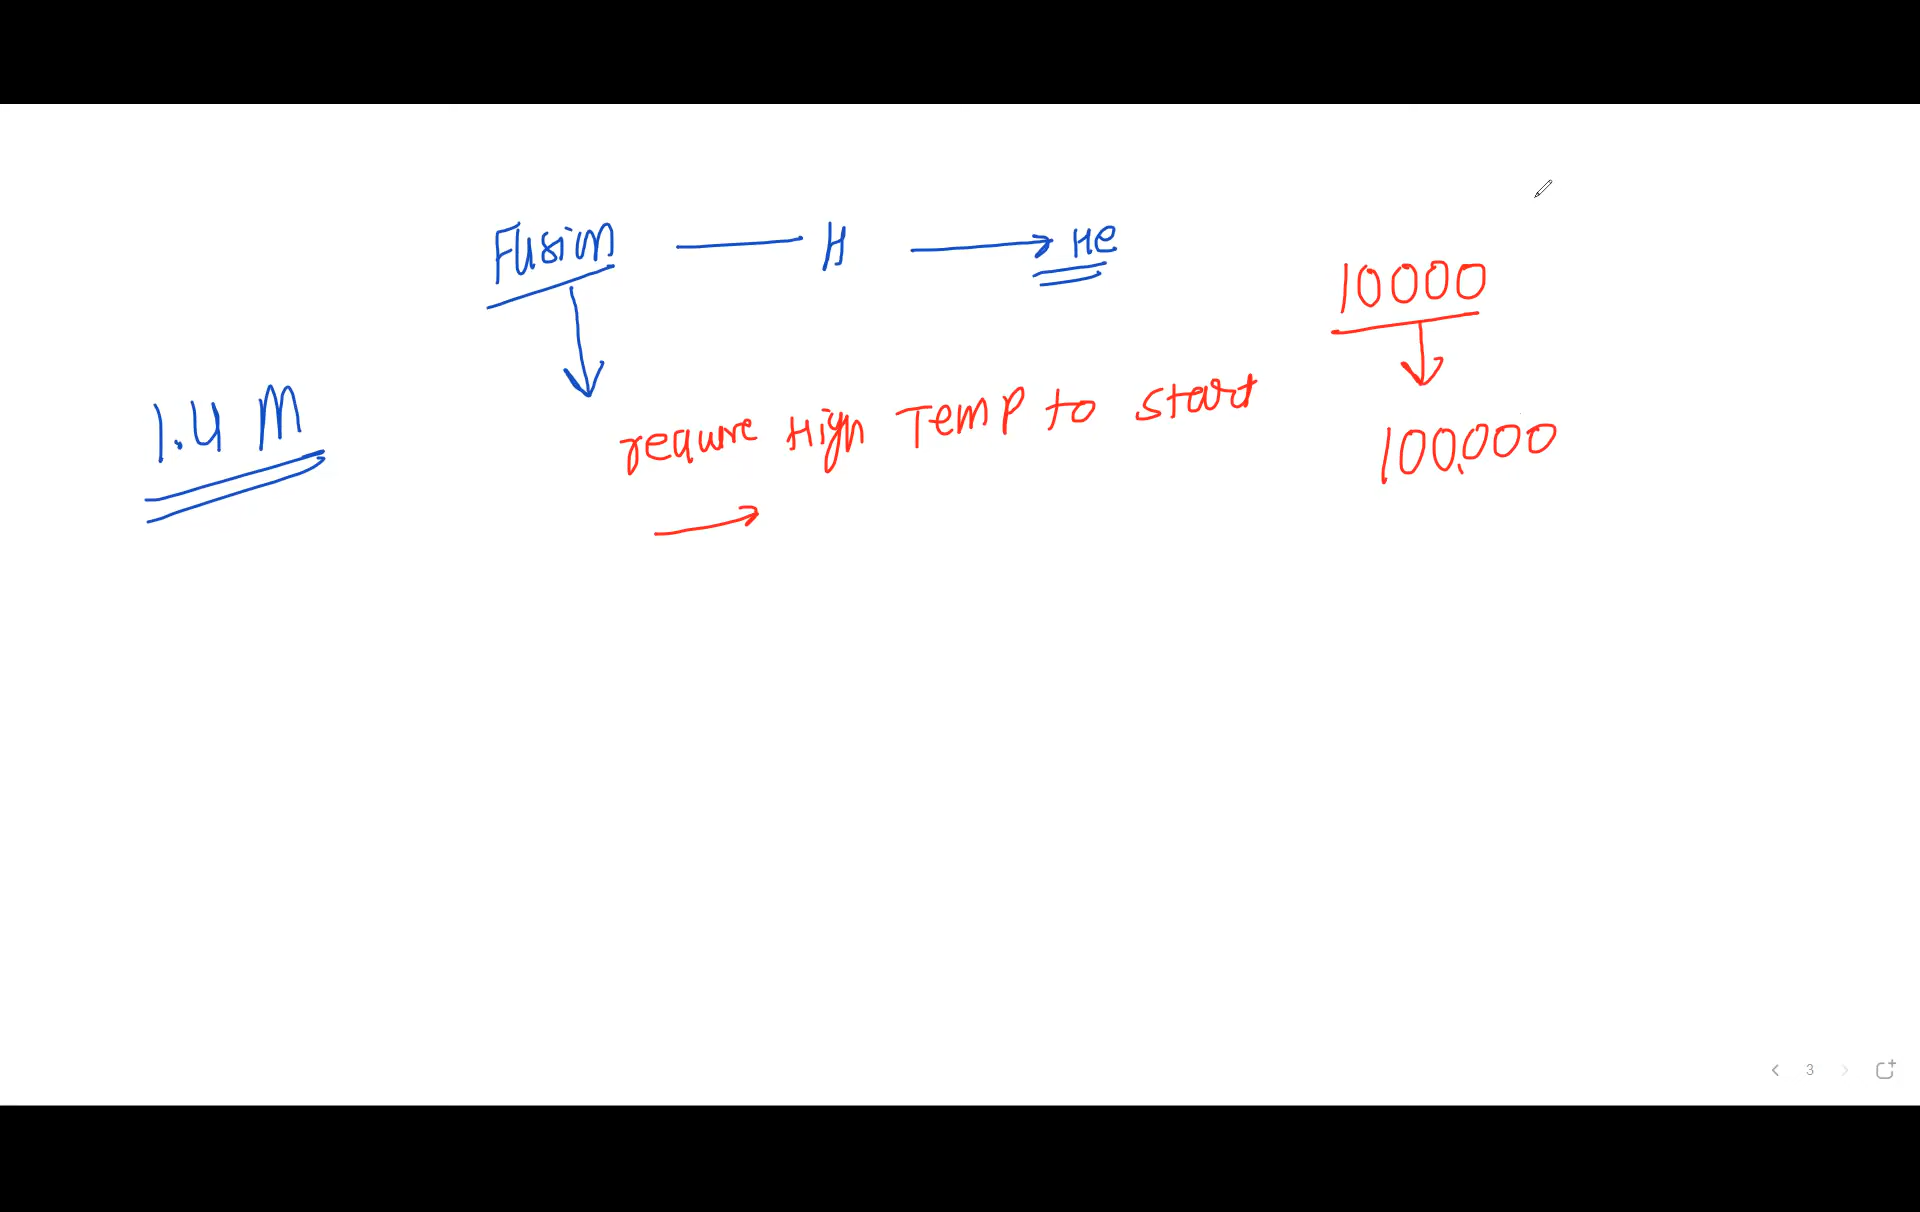 Fusion — H → He
10000
1.4 M
require High Temp to start
100,000
3